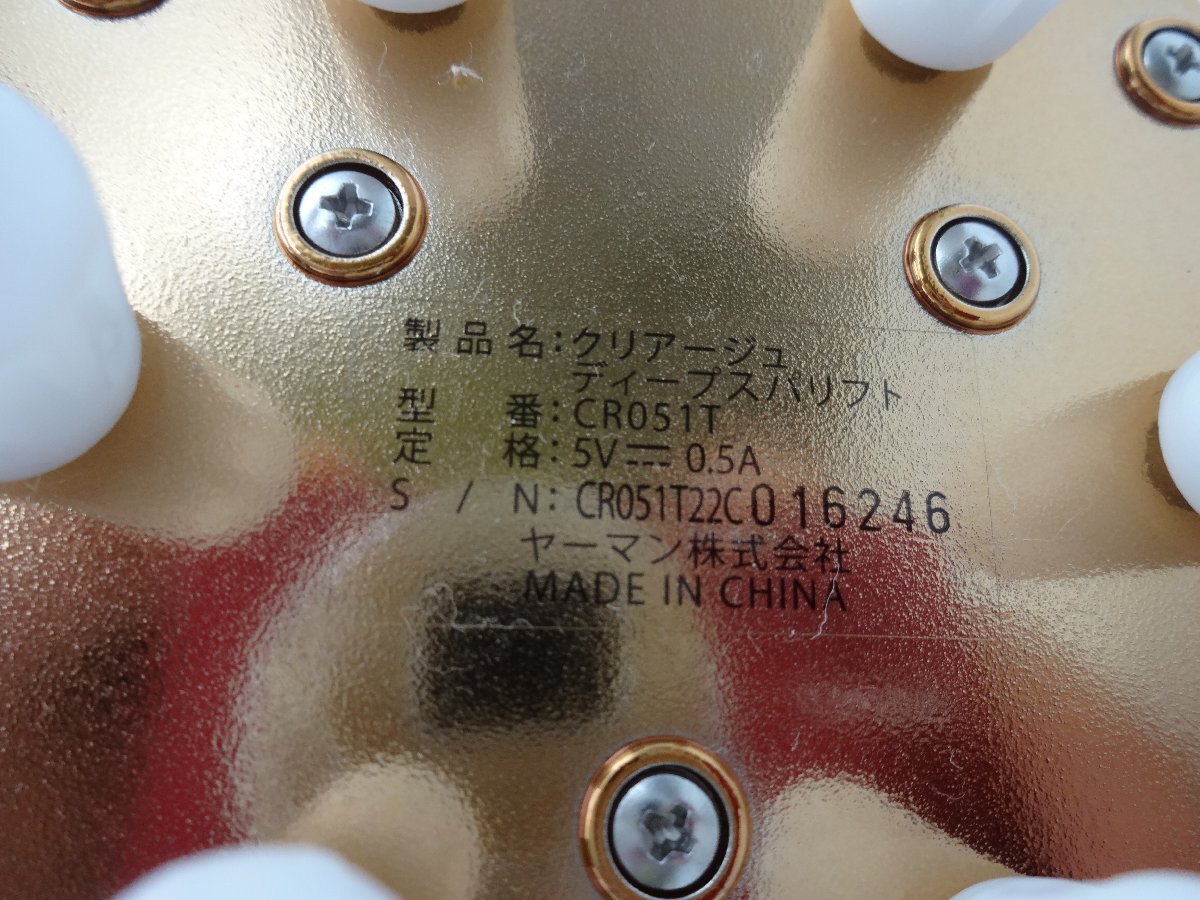 製品名：クリアージュ
ディープスパリフト
型番：CR051T
定格：5V⎓0.5A
S/N：CR051T22C016246
ヤーマン株式会社
MADE IN CHINA